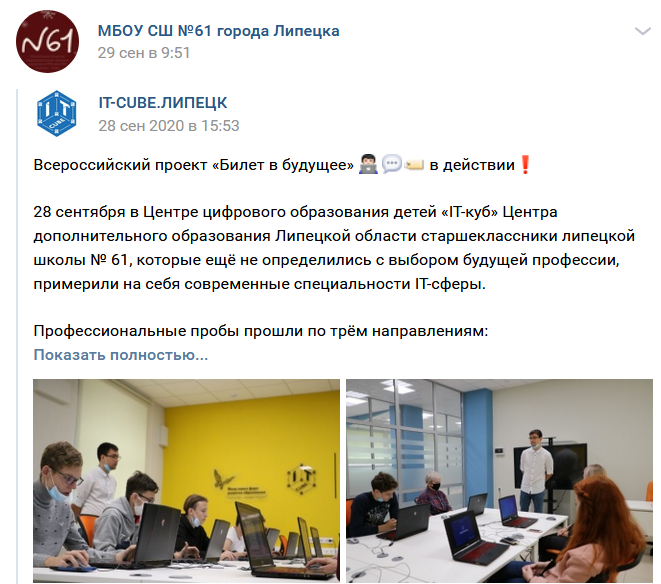 №61
МБОУ СШ №61 города Липецка
29 сен в 9:51
I T
CUBE
IT-CUBE.ЛИПЕЦК
28 сен 2020 в 15:53
Всероссийский проект «Билет в будущее» 👨🏻‍💻💬🎫 в действии❗
28 сентября в Центре цифрового образования детей «IT-куб» Центра
дополнительного образования Липецкой области старшеклассники липецкой
школы № 61, которые ещё не определились с выбором будущей профессии,
примерили на себя современные специальности IT-сферы.
Профессиональные пробы прошли по трём направлениям:
Показать полностью...